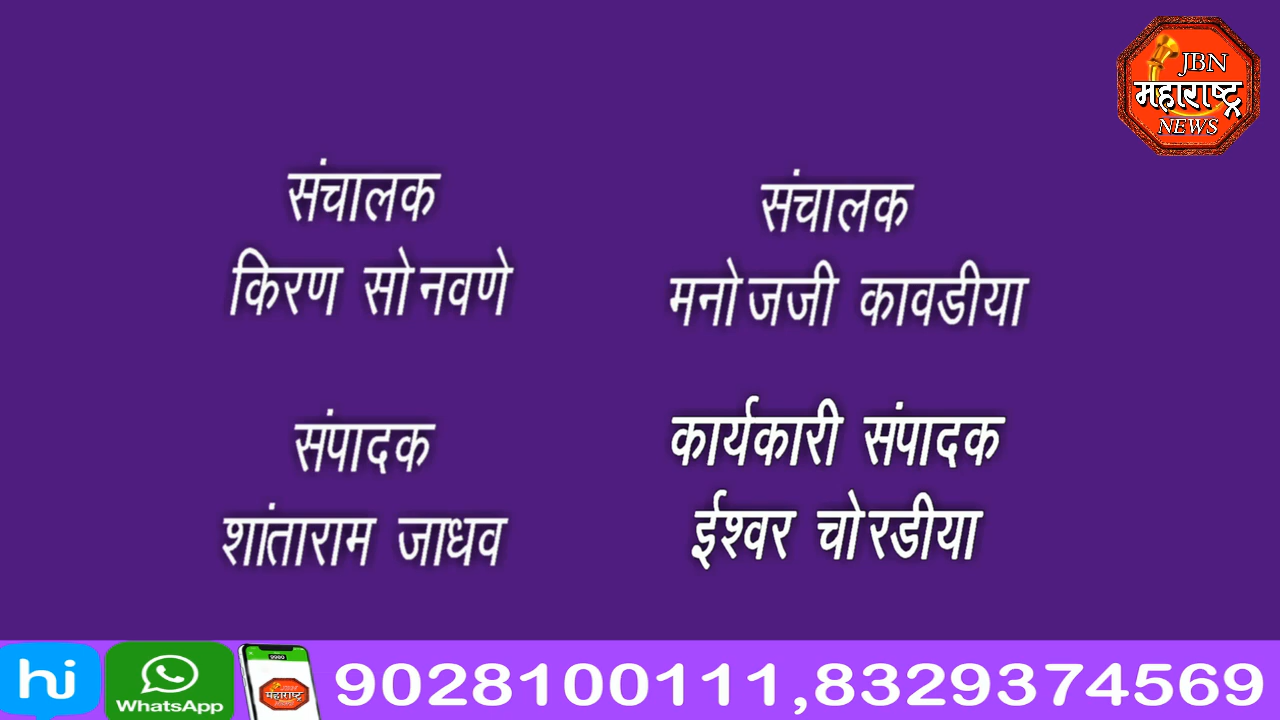 JBN
महाराष्ट्र
NEWS
संचालक
किरण सोनवणे
संचालक
मनोजजी कावडीया
संपादक
शांताराम जाधव
कार्यकारी संपादक
ईश्वर चोरडीया
hi
WhatsApp
महाराष्ट्र
9028100111,8329374569